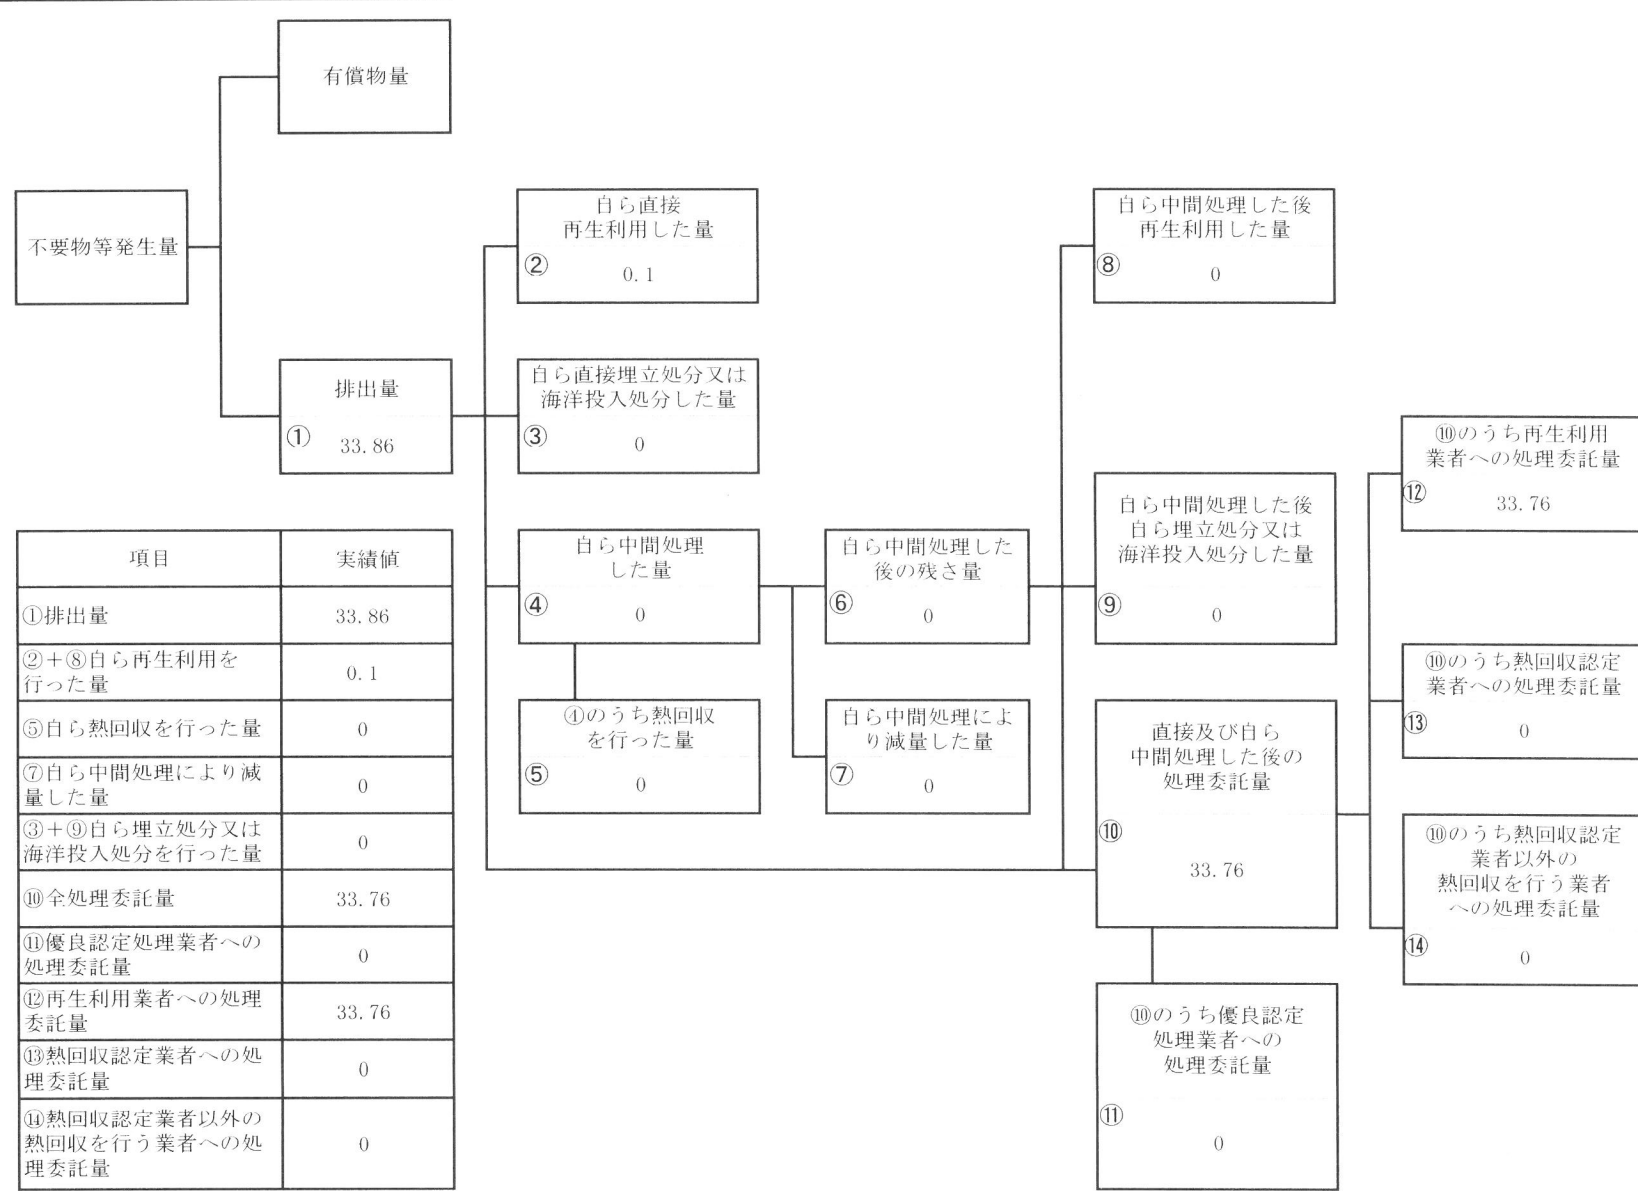 有償物量
不要物等発生量
排出量
① 33.86
自ら直接
再生利用した量
② 0.1
自ら直接埋立処分又は
海洋投入処分した量
③ 0
自ら中間処理
した量
④ 0
④のうち熱回収
を行った量
⑤ 0
自ら中間処理した
後の残さ量
⑥ 0
自ら中間処理によ
り減量した量
⑦ 0
自ら中間処理した後
再生利用した量
⑧ 0
自ら中間処理した後
自ら埋立処分又は
海洋投入処分した量
⑨ 0
直接及び自ら
中間処理した後の
処理委託量
⑩
33.76
⑩のうち優良認定
処理業者への
処理委託量
⑪
0
⑩のうち再生利用
業者への処理委託量
⑫ 33.76
⑩のうち熱回収認定
業者への処理委託量
⑬ 0
⑩のうち熱回収認定
業者以外の
熱回収を行う業者
への処理委託量
⑭ 0
項目 実績値
①排出量 33.86
②+⑧自ら再生利用を
行った量 0.1
⑤自ら熱回収を行った量 0
⑦自ら中間処理により減
量した量 0
③+⑨自ら埋立処分又は
海洋投入処分を行った量 0
⑩全処理委託量 33.76
⑪優良認定処理業者への
処理委託量 0
⑫再生利用業者への処理
委託量 33.76
⑬熱回収認定業者への処
理委託量 0
⑭熱回収認定業者以外の
熱回収を行う業者への処
理委託量 0